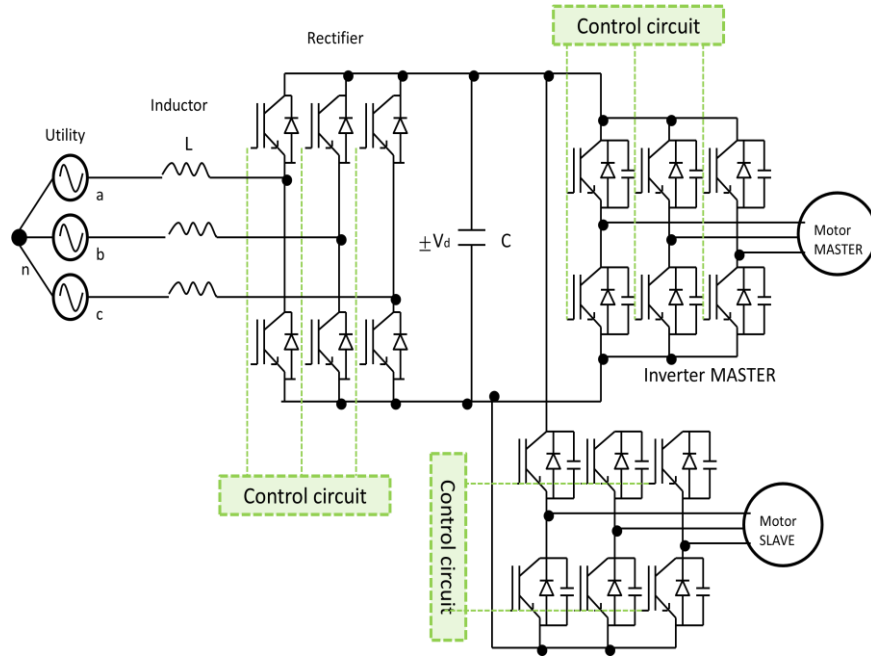 Control circuit
Rectifier
Inductor
Utility
L
a
b
n
c
±Vd
C
Motor
MASTER
Inverter MASTER
Control circuit
Control circuit
Motor
SLAVE